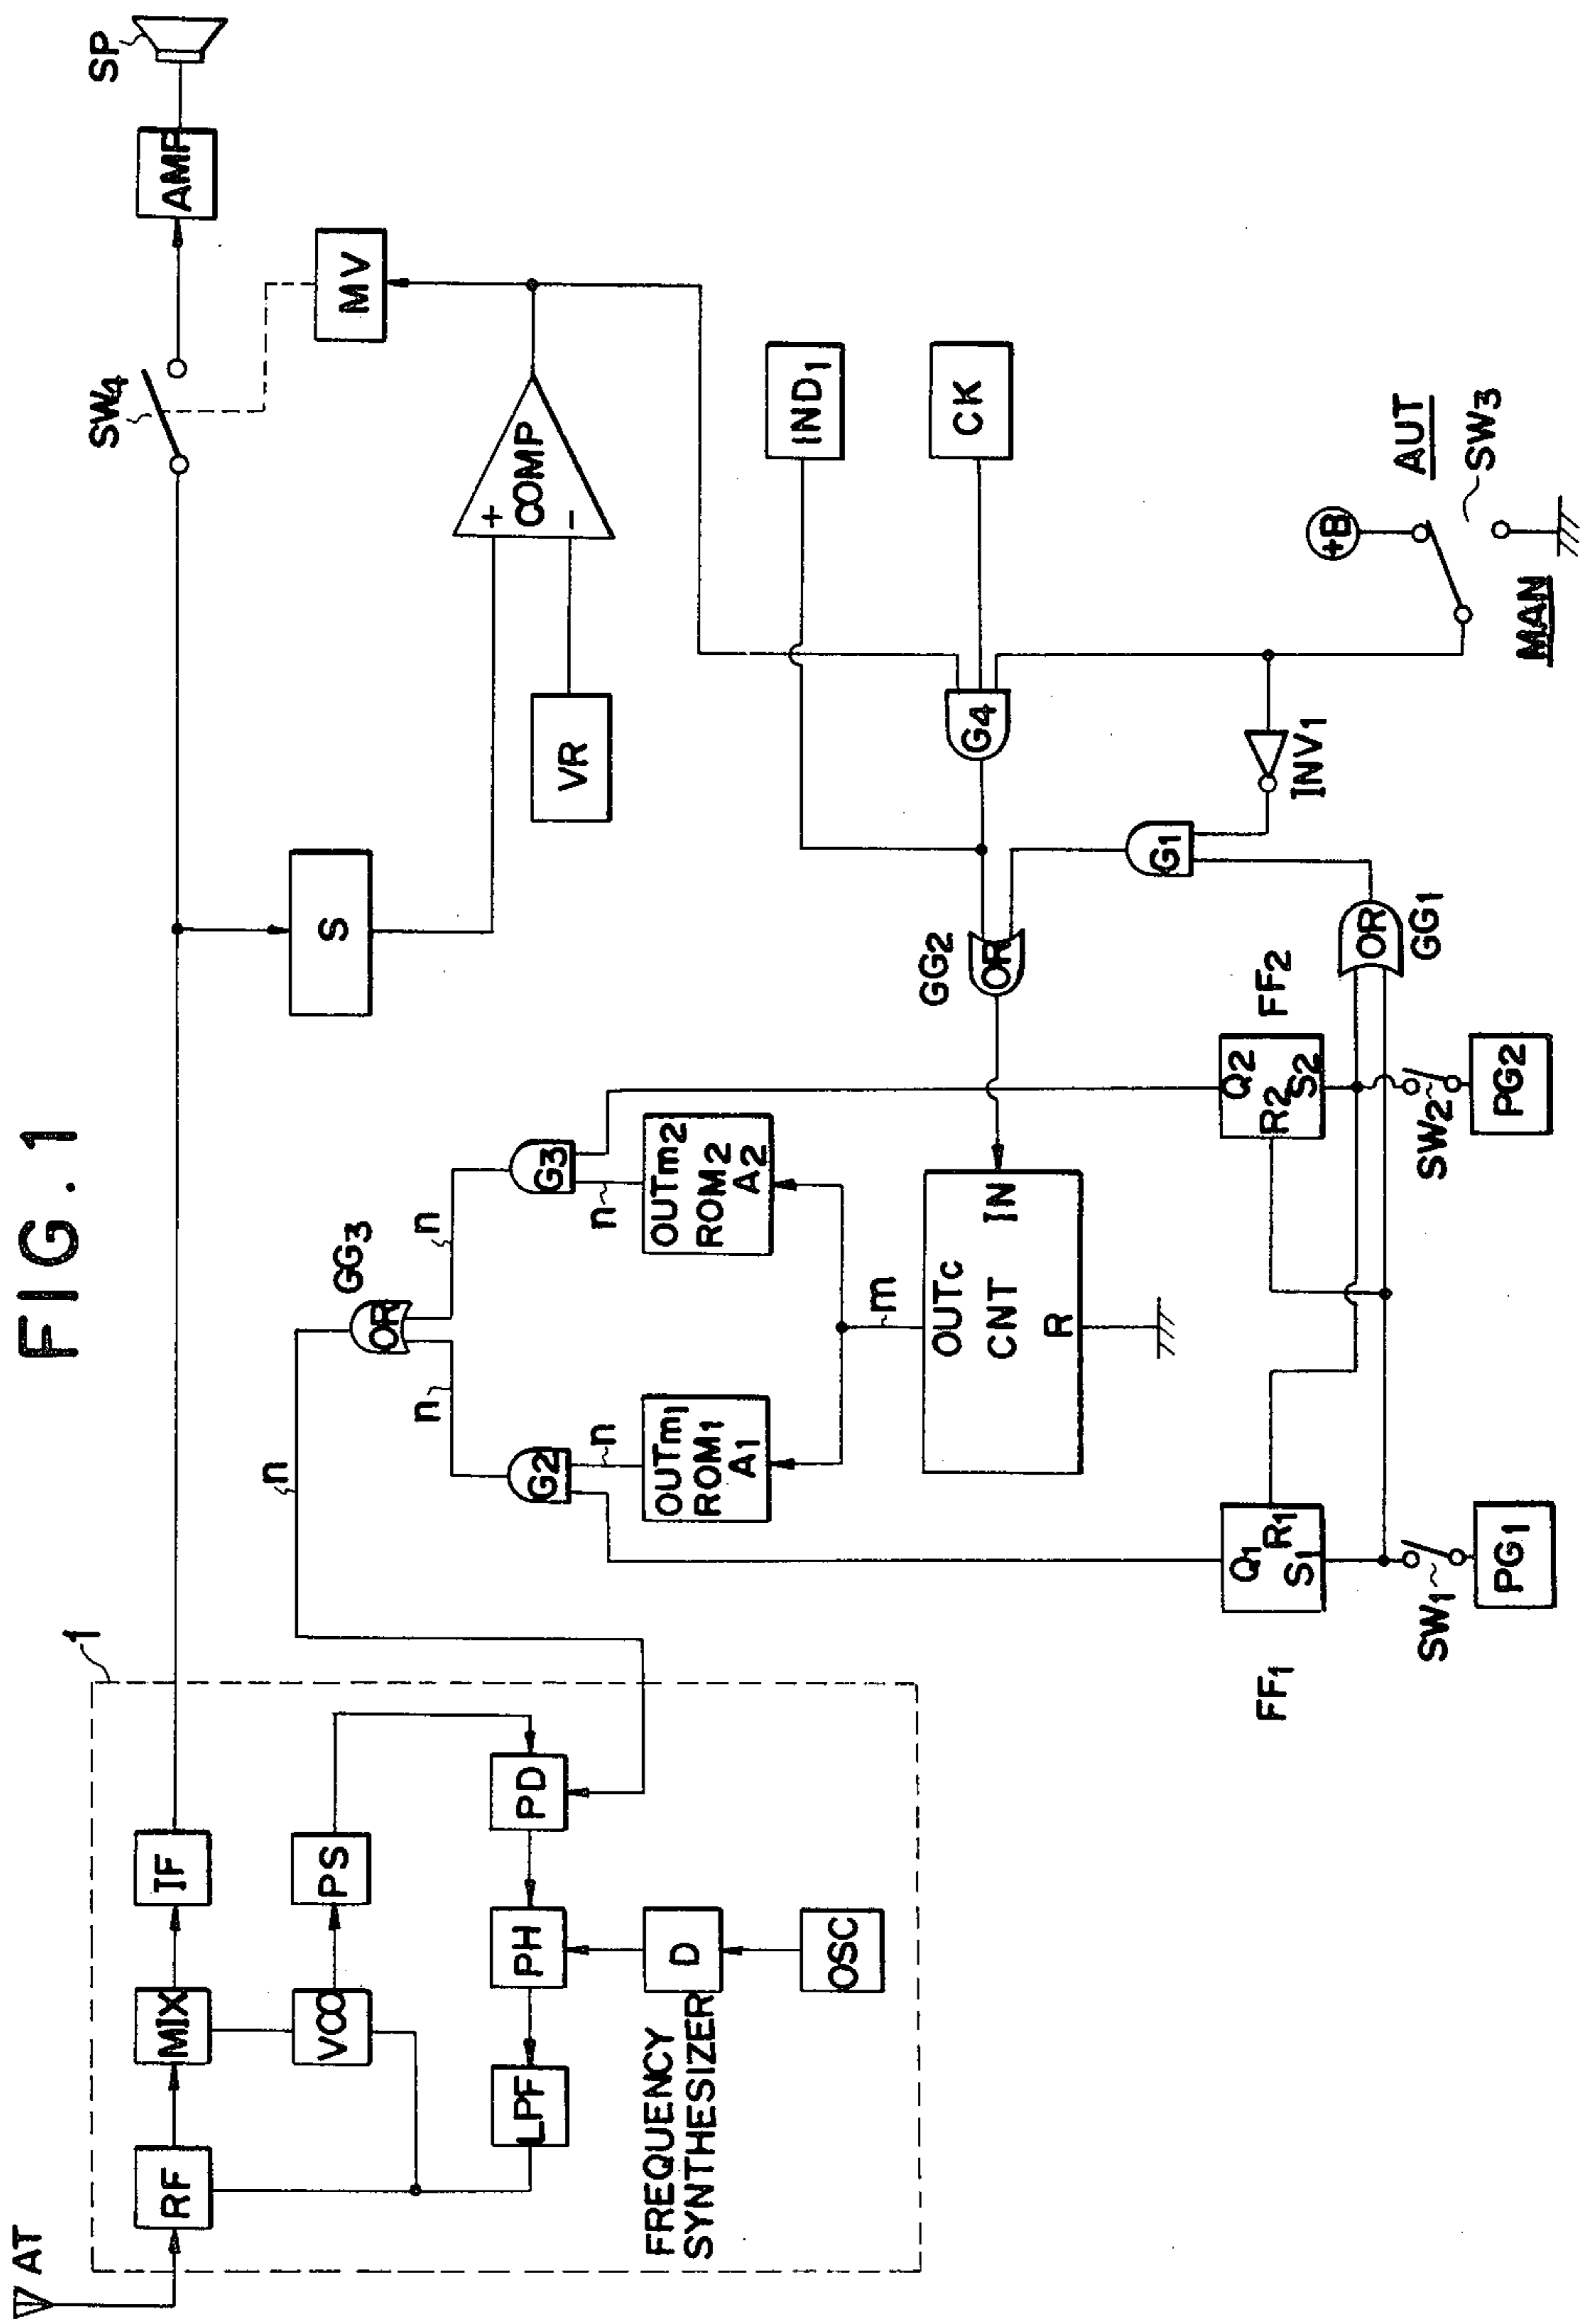 FIG. 1
AT
1
RF
MIX
IF
VCO
PS
LPF
PH
PD
D
OSC
FREQUENCY
SYNTHESIZER
SW4
AMP
SP
S
VR
+
COMP
-
MV
n
GG3
OR
n
n
G2
G3
n
n
OUTm1
ROM1
A1
OUTm2
ROM2
A2
m
OUTc
CNT
IN
R
GG2
OR
G4
IND1
CK
G1
INV1
+B
AUT
SW3
MAN
FF1
Q1
R1
S1
FF2
Q2
R2
S2
OR
GG1
SW1
PG1
SW2
PG2